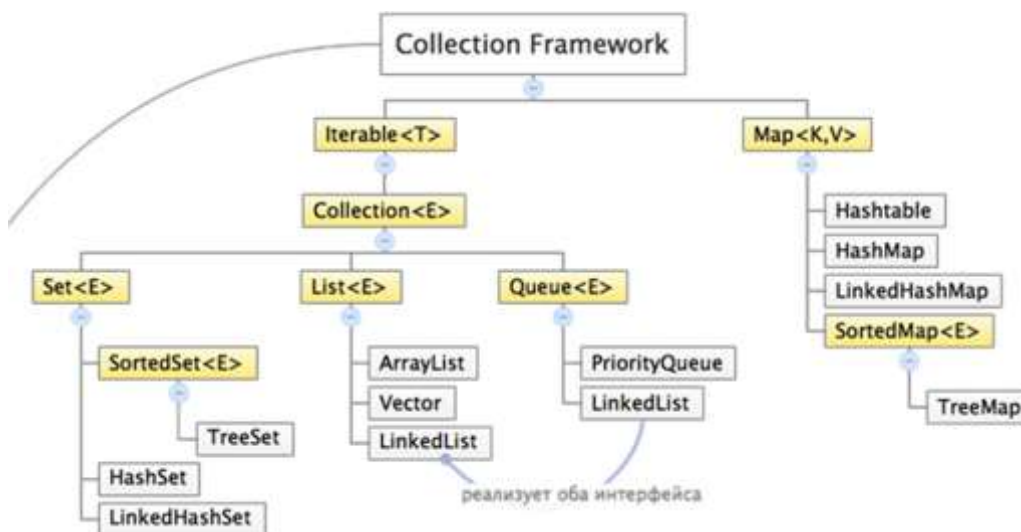 Collection Framework
Iterable<T>
Map<K,V>
Collection<E>
Hashtable
HashMap
LinkedHashMap
SortedMap<E>
TreeMap
Set<E>
List<E>
Queue<E>
SortedSet<E>
TreeSet
HashSet
LinkedHashSet
ArrayList
Vector
LinkedList
PriorityQueue
LinkedList
реализует оба интерфейса